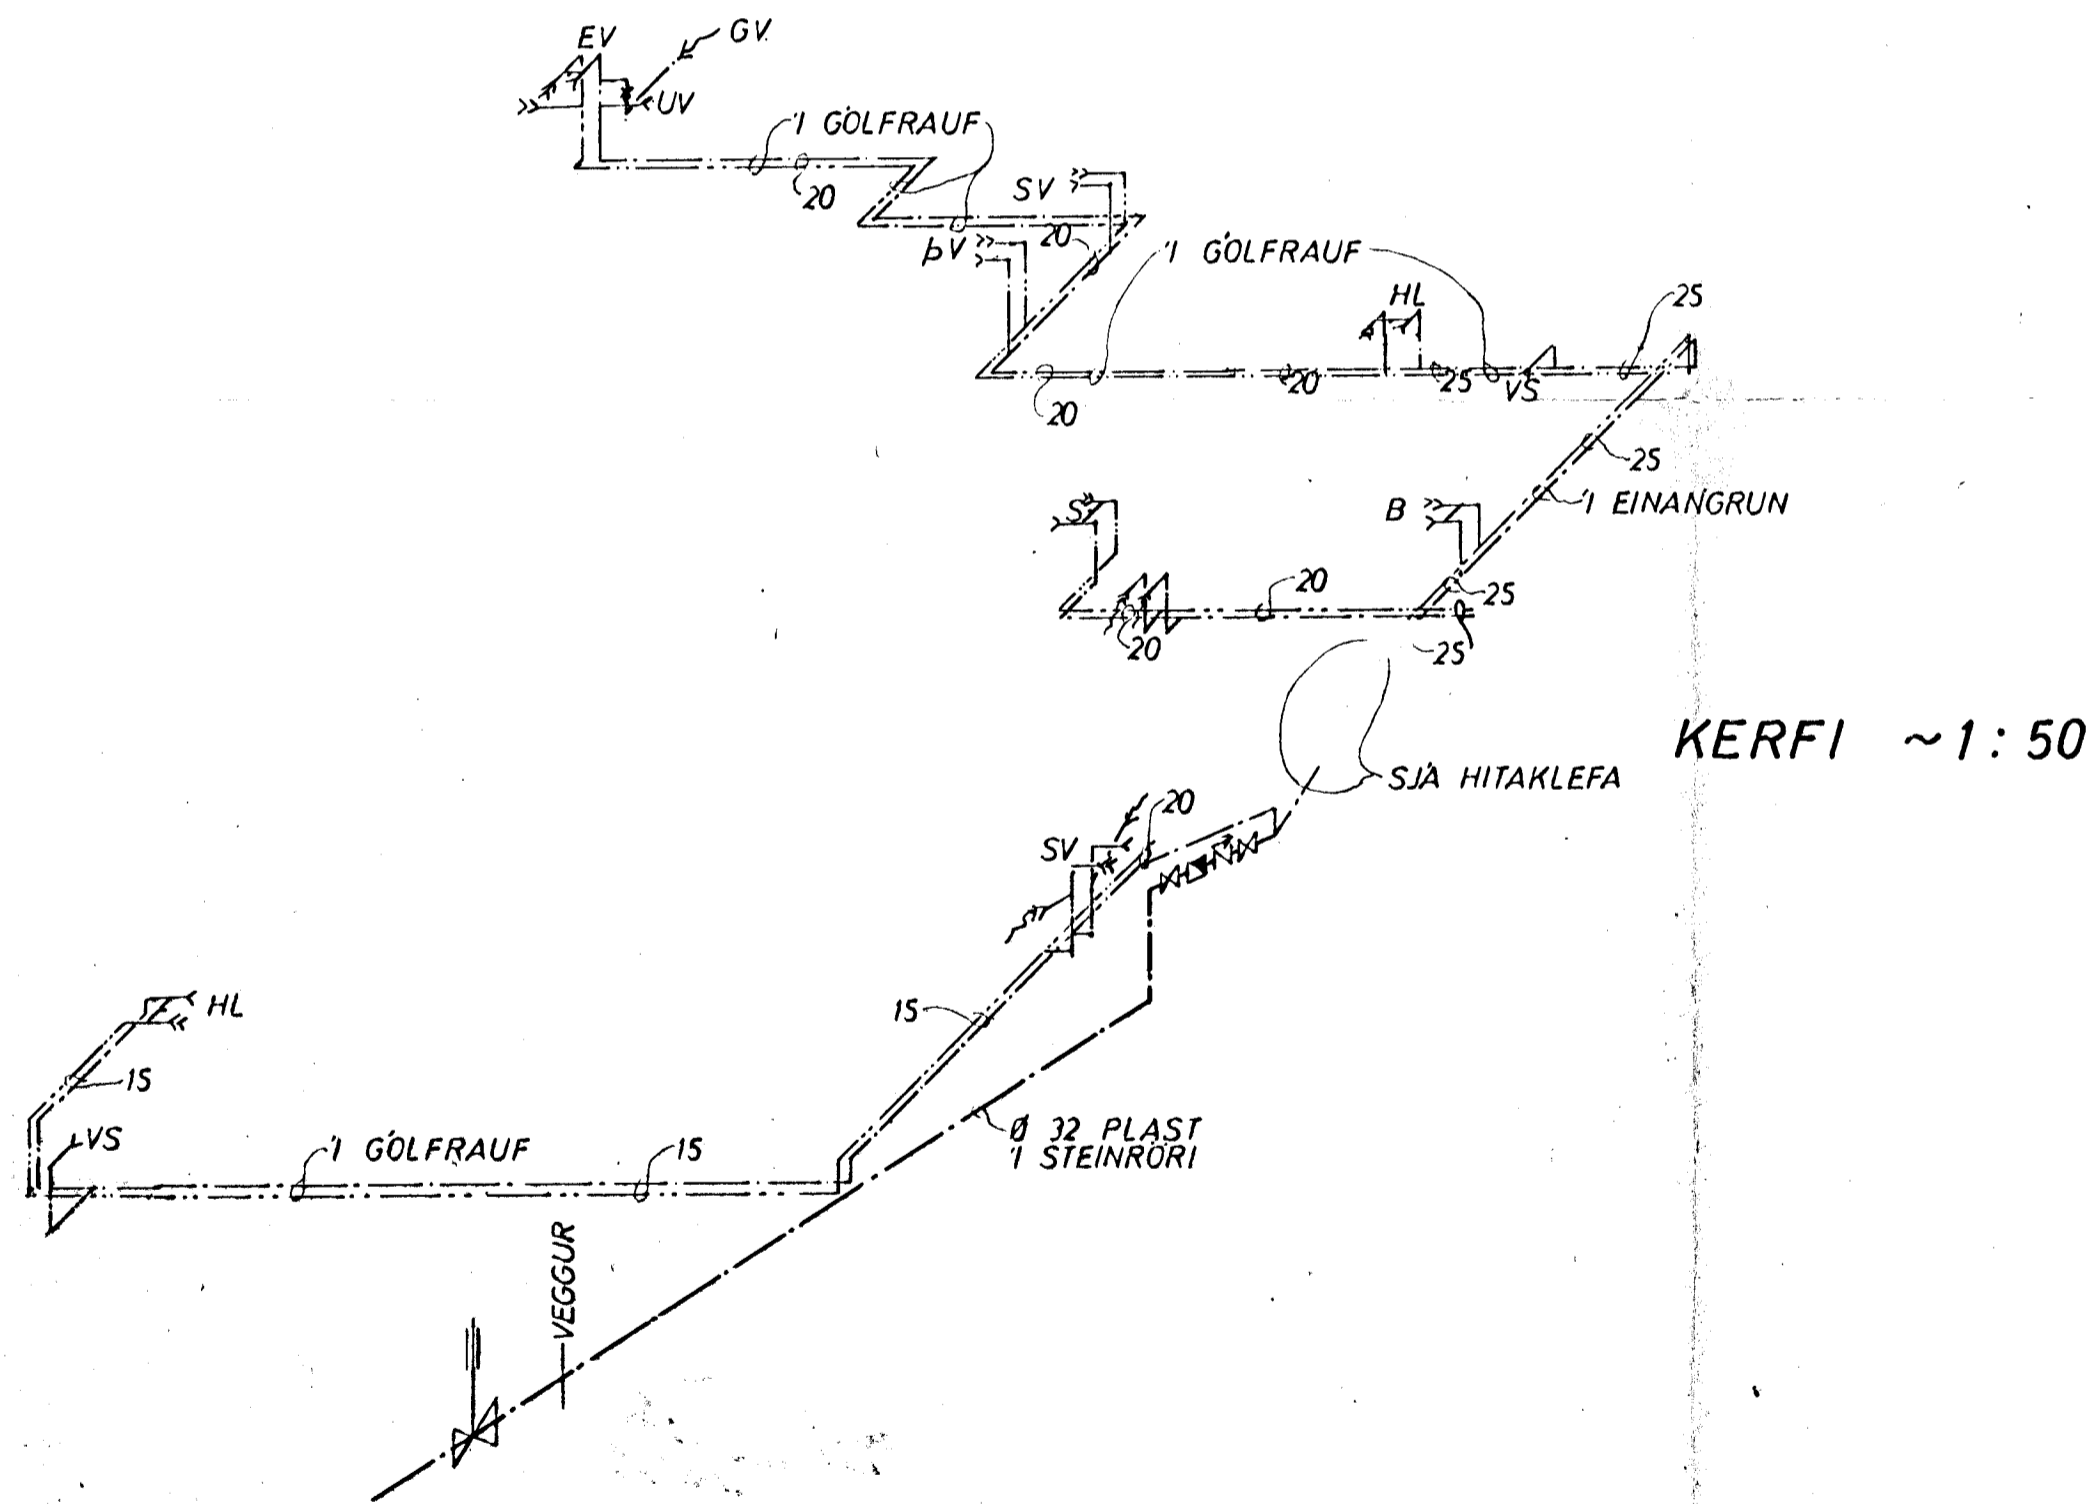 EV
GV.
UV
Í GÓLFRAUF
20
SV
ÞV
20
Í GÓLFRAUF
HL
25
20
20
25
VS
25
Í EINANGRUN
S
B
20
25
20
25
KERFI ~1:50
SJÁ HITAKLEFA
20
SV
15
HL
15
VS
Í GÓLFRAUF
15
Ø 32 PLAST
Í STEINRÖRI
VEGGUR